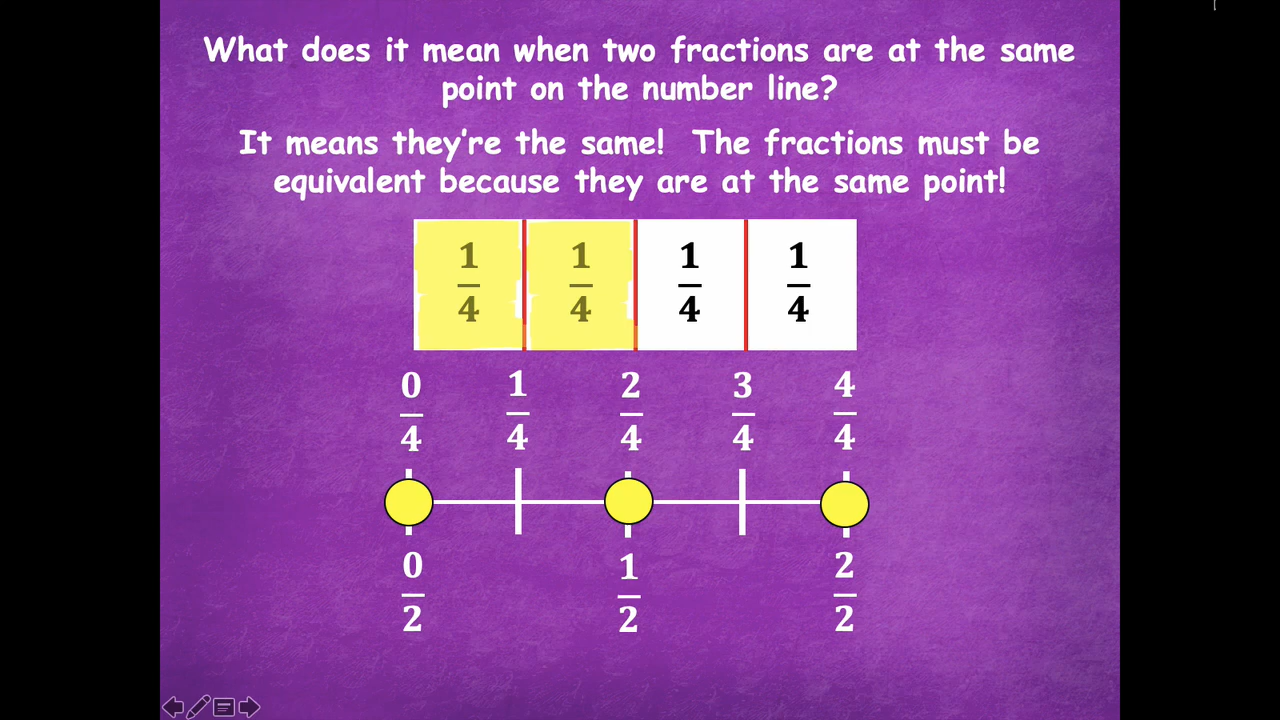 What does it mean when two fractions are at the same
point on the number line?
It means they're the same! The fractions must be
equivalent because they are at the same point!
1/4 1/4 1/4 1/4
0/4 1/4 2/4 3/4 4/4
0/2 1/2 2/2